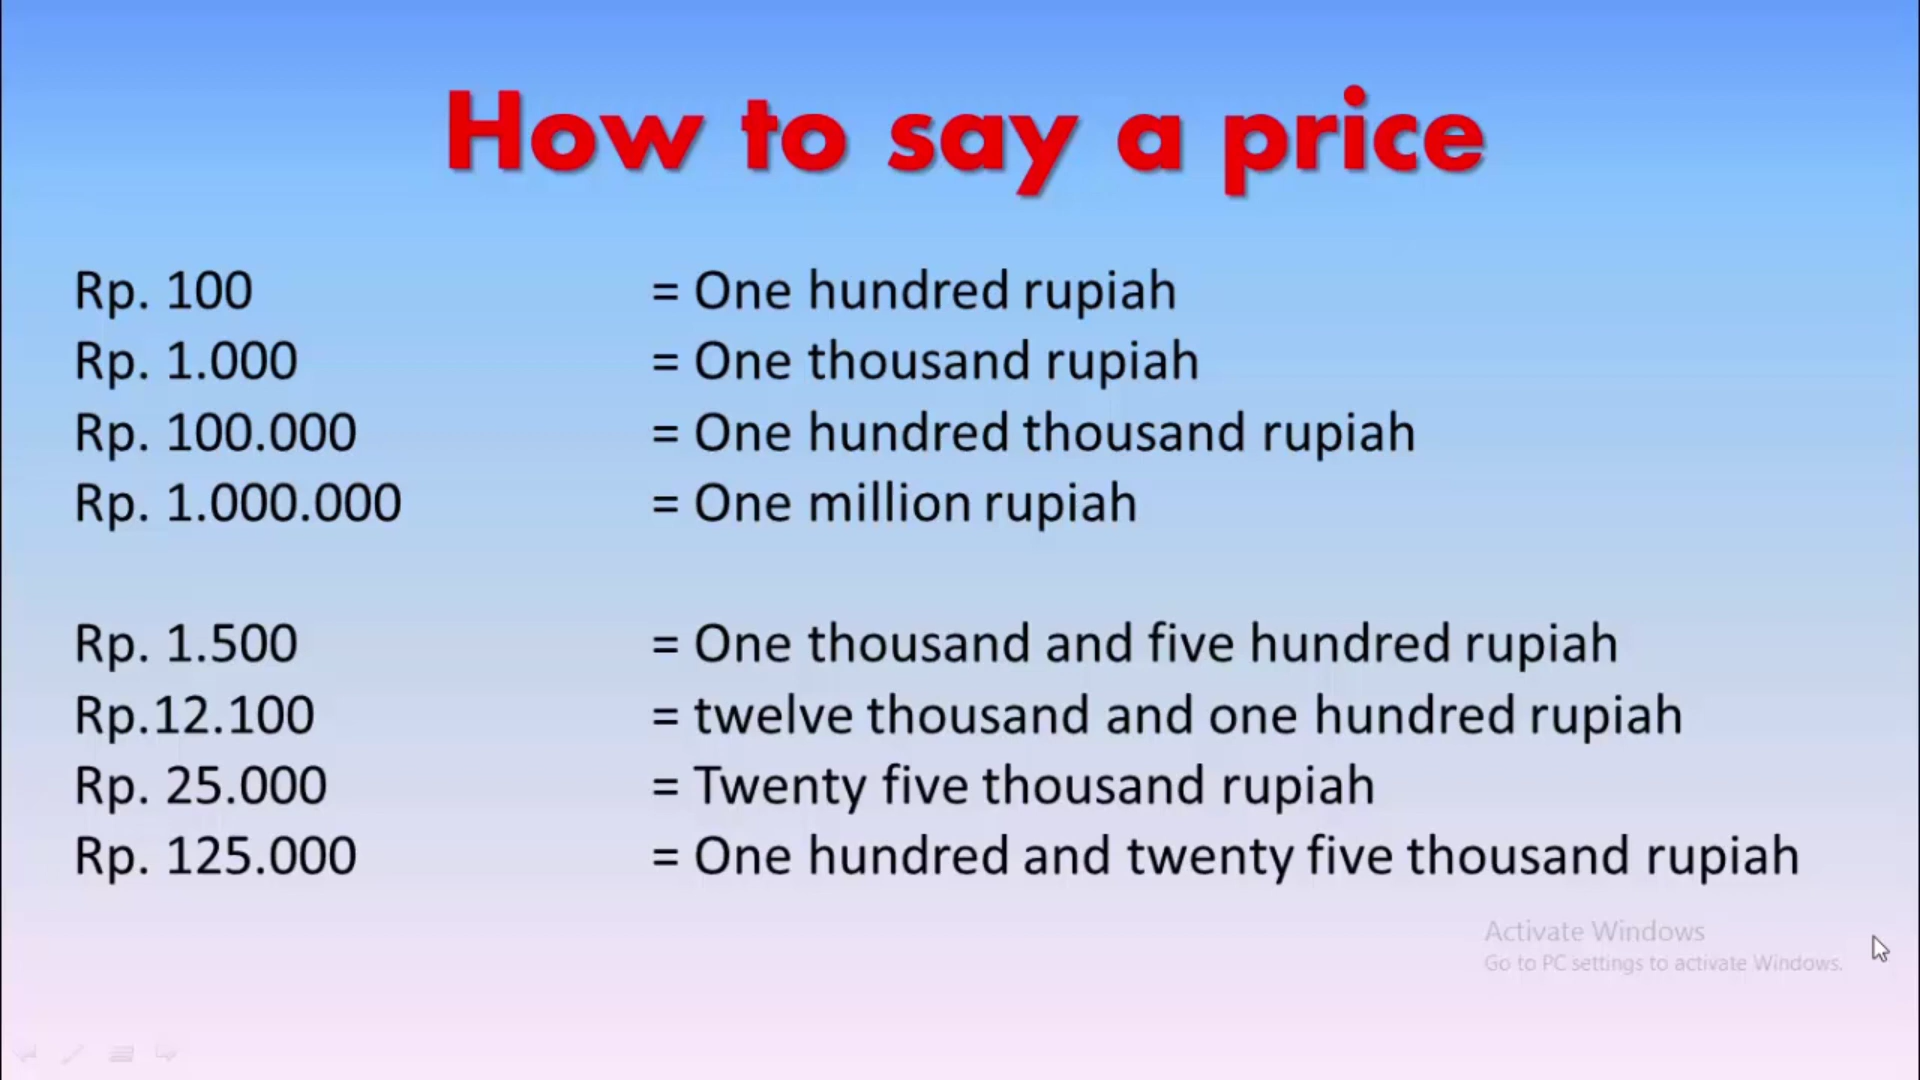 How to say a price
Rp. 100 = One hundred rupiah
Rp. 1.000 = One thousand rupiah
Rp. 100.000 = One hundred thousand rupiah
Rp. 1.000.000 = One million rupiah
Rp. 1.500 = One thousand and five hundred rupiah
Rp.12.100 = twelve thousand and one hundred rupiah
Rp. 25.000 = Twenty five thousand rupiah
Rp. 125.000 = One hundred and twenty five thousand rupiah
Activate Windows
Go to PC settings to activate Windows.